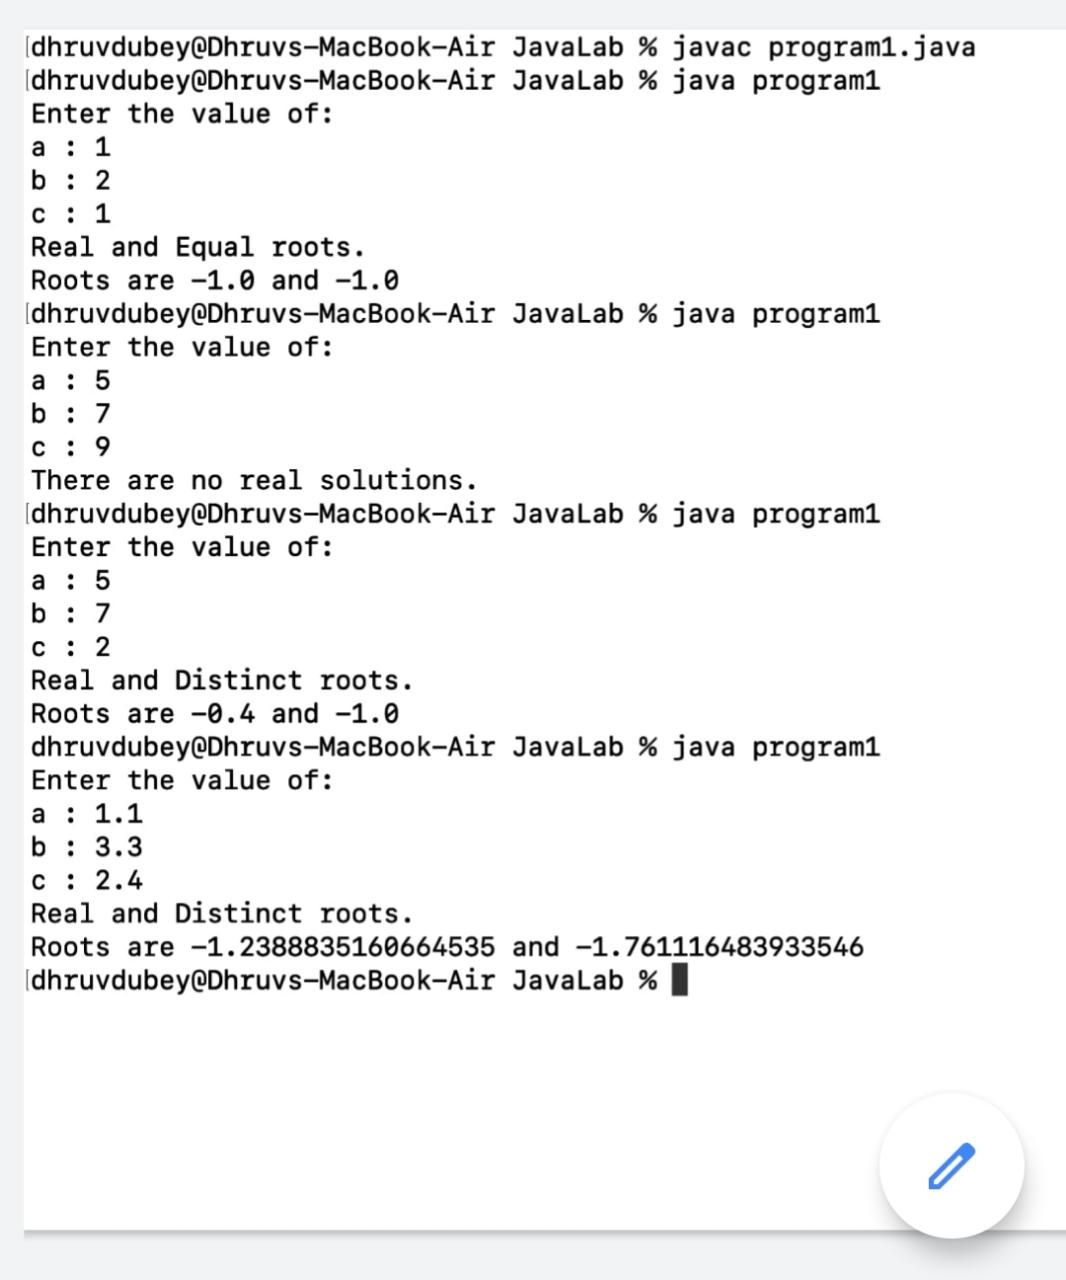 [dhruvdubey@Dhruvs-MacBook-Air JavaLab % javac program1.java
[dhruvdubey@Dhruvs-MacBook-Air JavaLab % java program1
Enter the value of:
a : 1
b : 2
c : 1
Real and Equal roots.
Roots are -1.0 and -1.0
[dhruvdubey@Dhruvs-MacBook-Air JavaLab % java program1
Enter the value of:
a : 5
b : 7
c : 9
There are no real solutions.
[dhruvdubey@Dhruvs-MacBook-Air JavaLab % java program1
Enter the value of:
a : 5
b : 7
c : 2
Real and Distinct roots.
Roots are -0.4 and -1.0
dhruvdubey@Dhruvs-MacBook-Air JavaLab % java program1
Enter the value of:
a : 1.1
b : 3.3
c : 2.4
Real and Distinct roots.
Roots are -1.2388835160664535 and -1.761116483933546
[dhruvdubey@Dhruvs-MacBook-Air JavaLab %